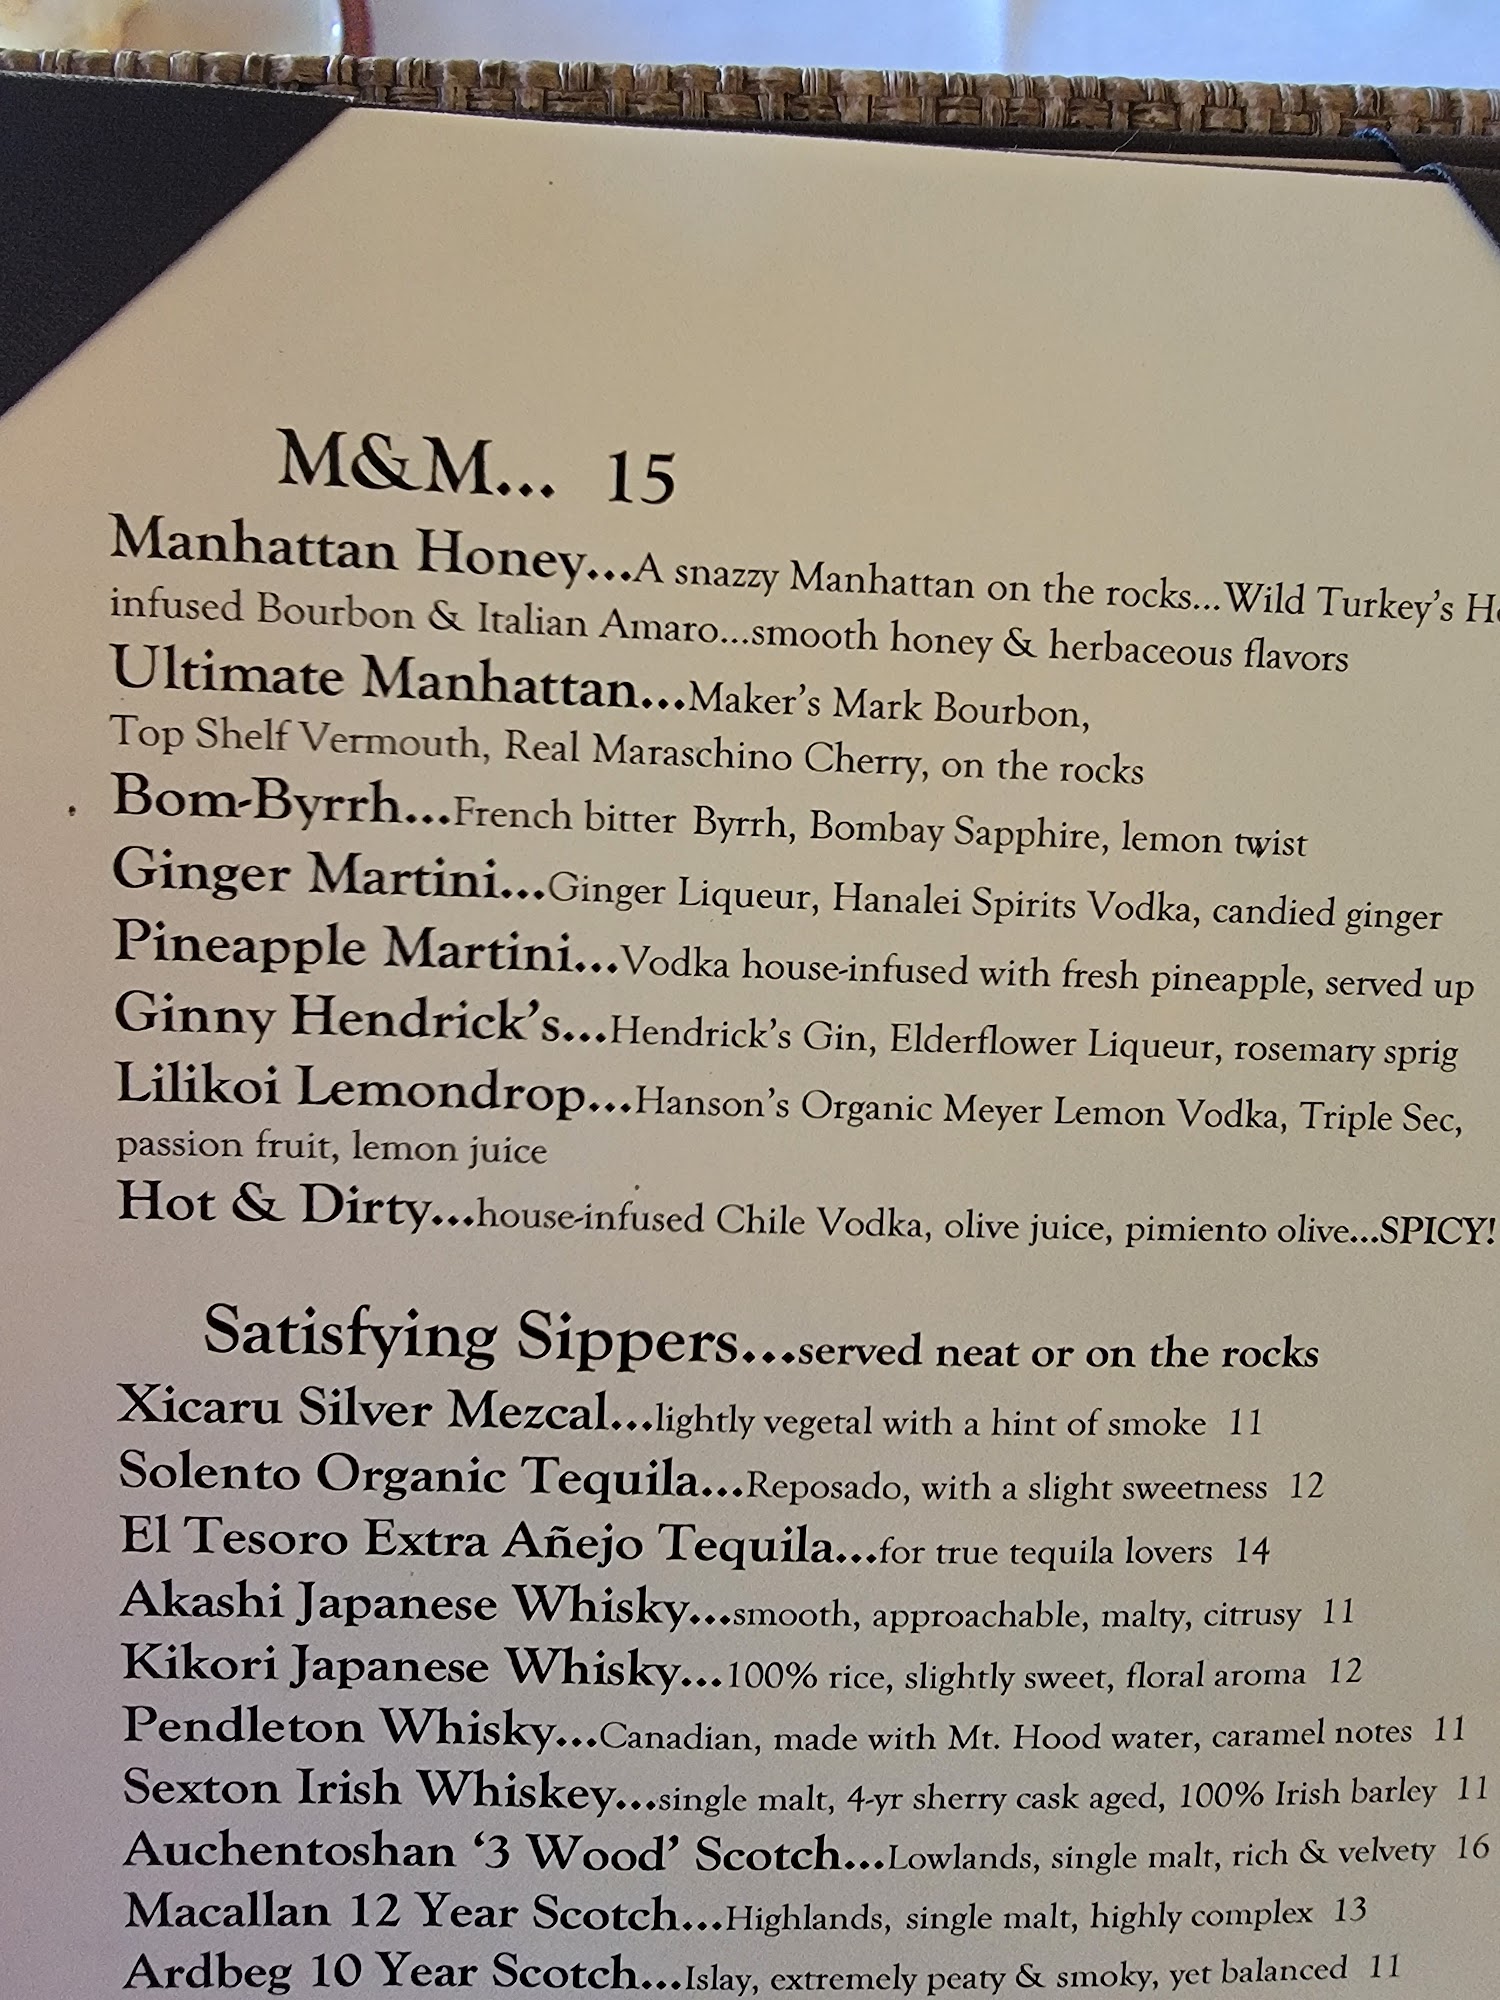 M&M... 15
Manhattan Honey...A snazzy Manhattan on the rocks...Wild Turkey's
infused Bourbon & Italian Amaro...smooth honey & herbaceous flavors
Ultimate Manhattan...Maker's Mark Bourbon,
Top Shelf Vermouth, Real Maraschino Cherry, on the rocks
Bom-Byrrh...French bitter Byrrh, Bombay Sapphire, lemon twist
Ginger Martini...Ginger Liqueur, Hanalei Spirits Vodka, candied ginger
Pineapple Martini...Vodka house-infused with fresh pineapple, served up
Ginny Hendrick's...Hendrick's Gin, Elderflower Liqueur, rosemary sprig
Lilikoi Lemondrop...Hanson's Organic Meyer Lemon Vodka, Triple Sec,
passion fruit, lemon juice
Hot & Dirty...house-infused Chile Vodka, olive juice, pimiento olive...SPICY!
Satisfying Sippers...served neat or on the rocks
Xicaru Silver Mezcal...lightly vegetal with a hint of smoke 11
Solento Organic Tequila...Reposado, with a slight sweetness 12
El Tesoro Extra Añejo Tequila...for true tequila lovers 14
Akashi Japanese Whisky...smooth, approachable, malty, citrusy 11
Kikori Japanese Whisky...100% rice, slightly sweet, floral aroma 12
Pendleton Whisky...Canadian, made with Mt. Hood water, caramel notes 11
Sexton Irish Whiskey...single malt, 4-yr sherry cask aged, 100% Irish barley 11
Auchentoshan '3 Wood' Scotch...Lowlands, single malt, rich & velvety 16
Macallan 12 Year Scotch...Highlands, single malt, highly complex 13
Ardbeg 10 Year Scotch...Islay, extremely peaty & smoky, yet balanced 11